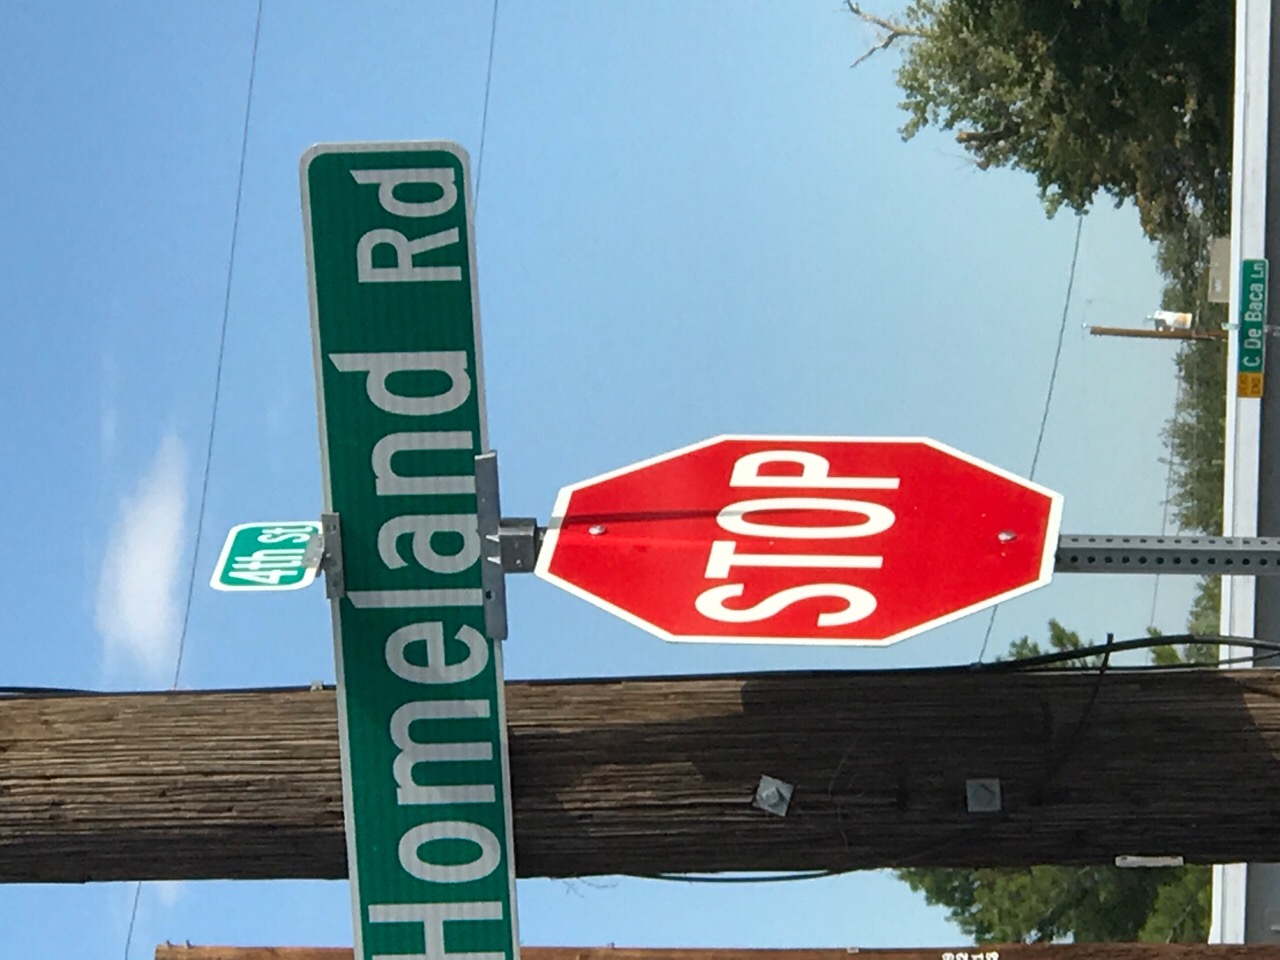 4th st
Homeland Rd
STOP
C De Baca Ln